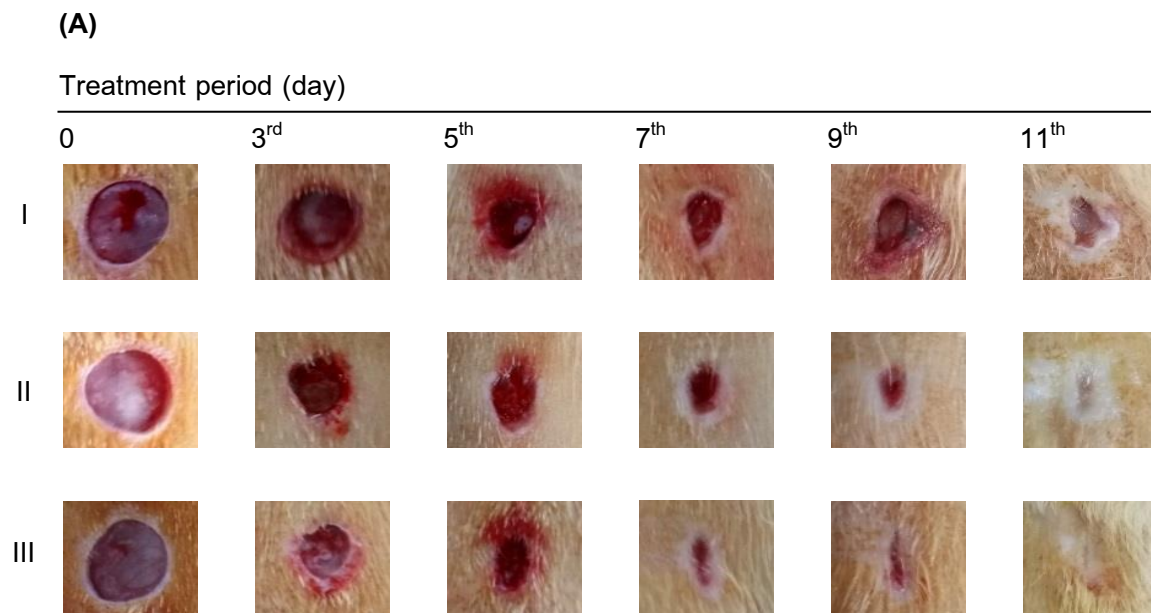 (A)
Treatment period (day)
0 3rd 5th 7th 9th 11th
I
II
III